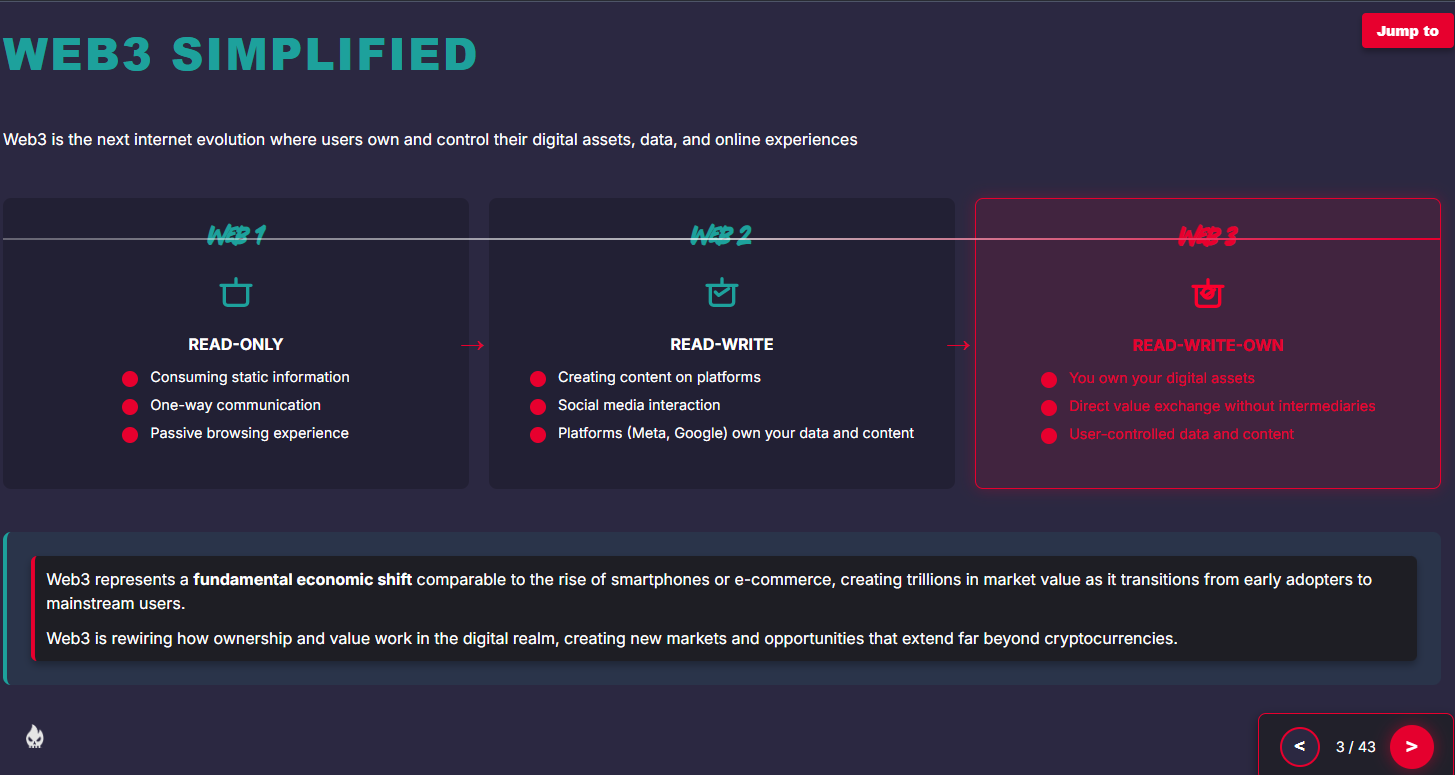 WEB3 SIMPLIFIED
Jump to
Web3 is the next internet evolution where users own and control their digital assets, data, and online experiences
WEB 1
READ-ONLY
Consuming static information
One-way communication
Passive browsing experience
WEB 2
READ-WRITE
Creating content on platforms
Social media interaction
Platforms (Meta, Google) own your data and content
WEB 3
READ-WRITE-OWN
You own your digital assets
Direct value exchange without intermediaries
User-controlled data and content
Web3 represents a fundamental economic shift comparable to the rise of smartphones or e-commerce, creating trillions in market value as it transitions from early adopters to
mainstream users.
Web3 is rewiring how ownership and value work in the digital realm, creating new markets and opportunities that extend far beyond cryptocurrencies.
< 3 / 43 >